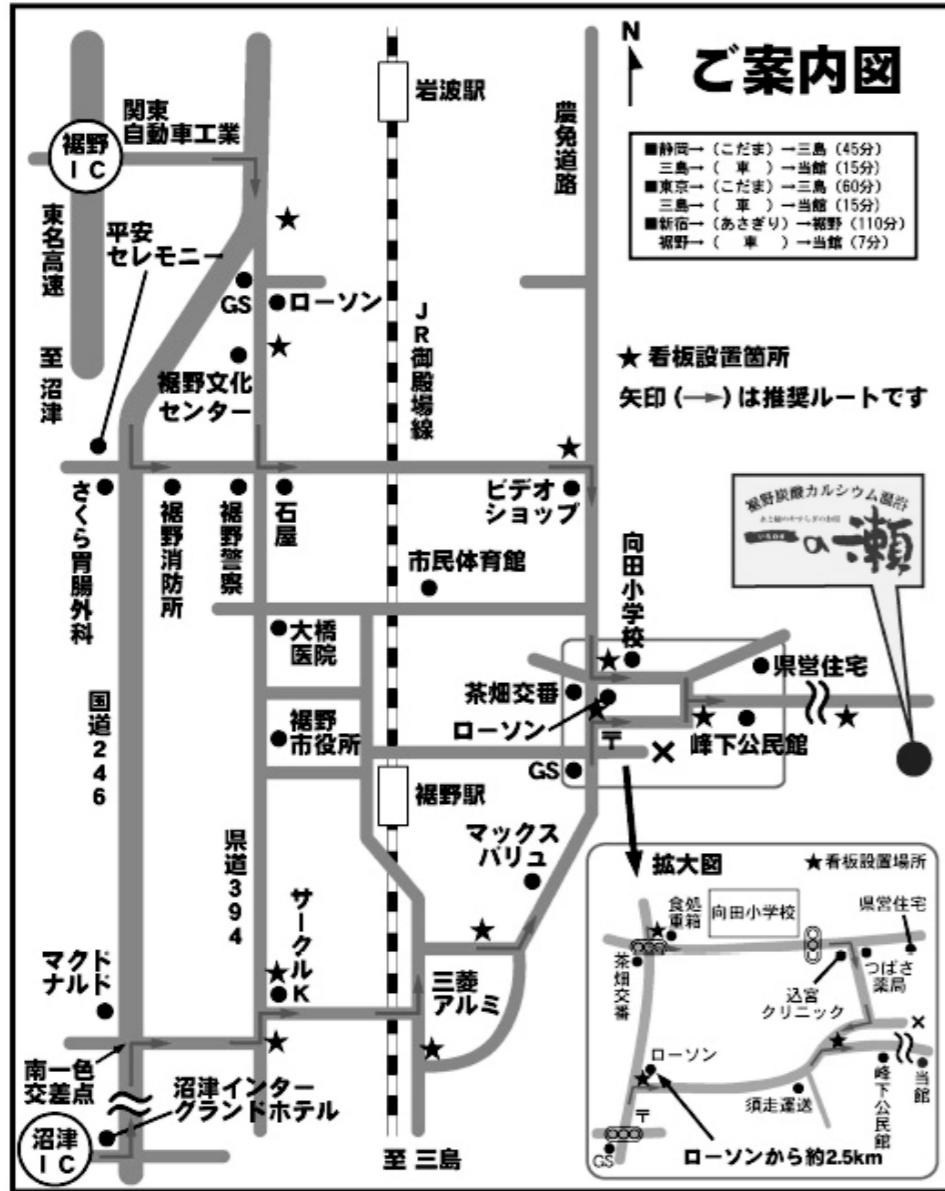 ご案内図
N
■静岡→(こだま)→三島(45分)
三島→( 車 )→当館(15分)
■東京→(こだま)→三島(60分)
三島→( 車 )→当館(15分)
■新宿→(あさぎり)→裾野(110分)
裾野→( 車 )→当館(7分)
★看板設置箇所
矢印(→)は推奨ルートです
裾野
IC
関東
自動車工業
岩波駅
農免道路
東名高速
至 沼津
平安
セレモニー
GS
ローソン
JR御殿場線
裾野文化
センター
さくら胃腸外科
裾野消防所
裾野警察
石屋
ビデオ
ショップ
市民体育館
向田小学校
裾野炭酸カルシウム温泊
一の瀬
大橋
医院
茶畑交番
ローソン
県営住宅
国道246
裾野
市役所
〒
峰下公民館
GS
裾野駅
県道394
マックス
バリュ
サークルK
マクド
ナルド
三菱
アルミ
南一色
交差点
沼津インター
グランドホテル
沼津
IC
至 三島
拡大図
★看板設置場所
食処
重箱
向田小学校
県営住宅
茶畑交番
つばさ
薬局
込宮
クリニック
ローソン
〒
須走運送
峰下公民館
当館
GS
ローソンから約2.5km